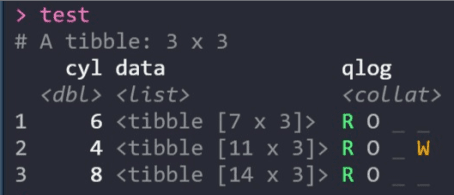 > test
# A tibble: 3 x 3
    cyl data              qlog
  <dbl> <list>            <collat>
1     6 <tibble [7 x 3]>  R O _ _
2     4 <tibble [11 x 3]> R O _ W
3     8 <tibble [14 x 3]> R O _ _